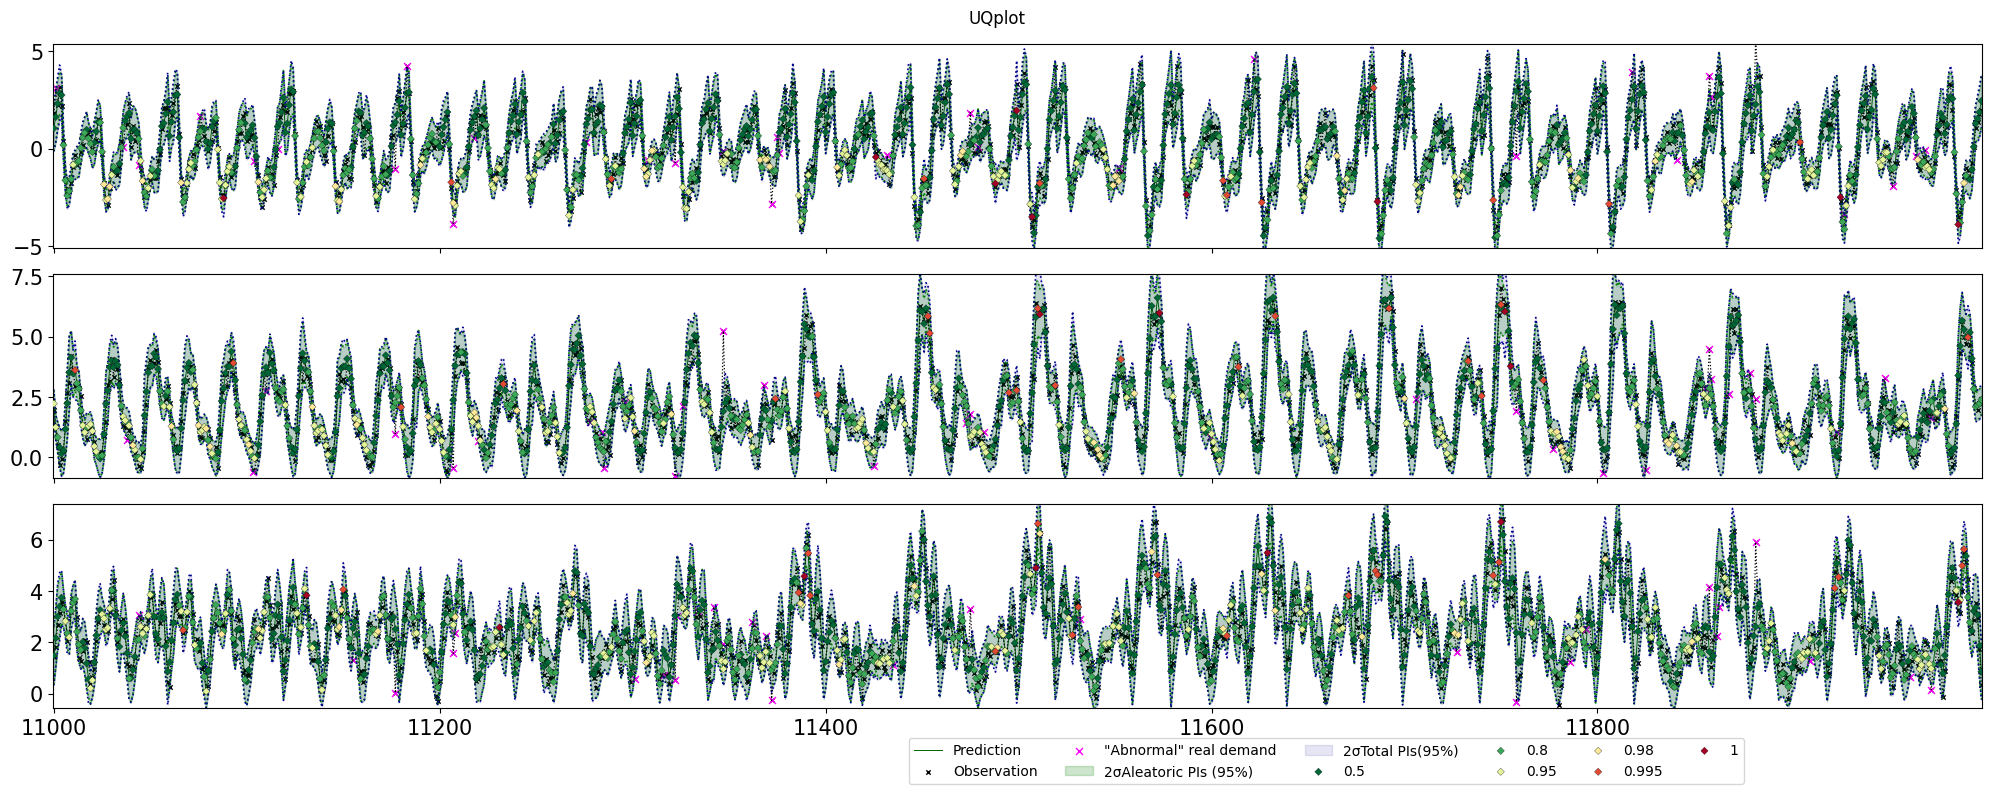 UQplot
5
0
−5
7.5
5.0
2.5
0.0
6
4
2
0
11000 11200 11400 11600 11800
Prediction "Abnormal" real demand 2σTotal PIs(95%) 0.8 0.98 1
Observation 2σAleatoric PIs (95%) 0.5 0.95 0.995